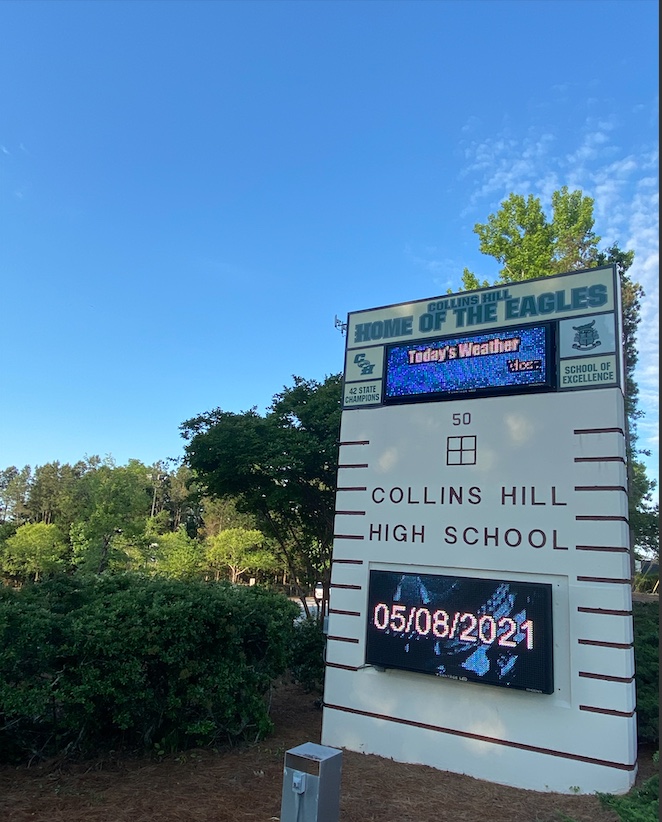 COLLINS HILL
HOME OF THE EAGLES
Today's Weather
CH
42 STATE
CHAMPIONS
SCHOOL OF
EXCELLENCE
50
COLLINS HILL
HIGH SCHOOL
05/08/2021